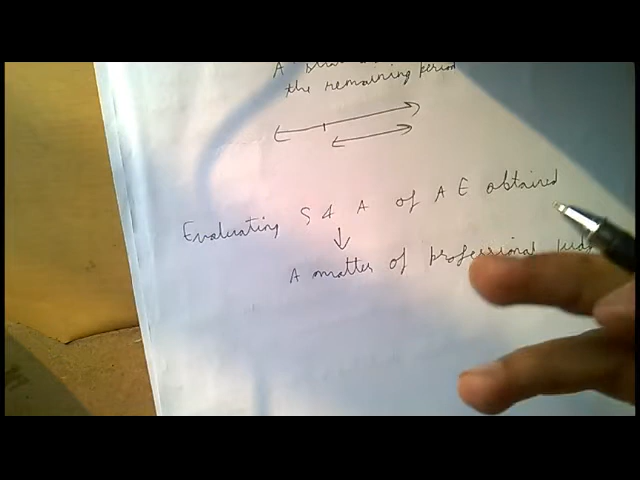 A
the remaining period
Evaluating S & A of A E obtained
A matter of professional